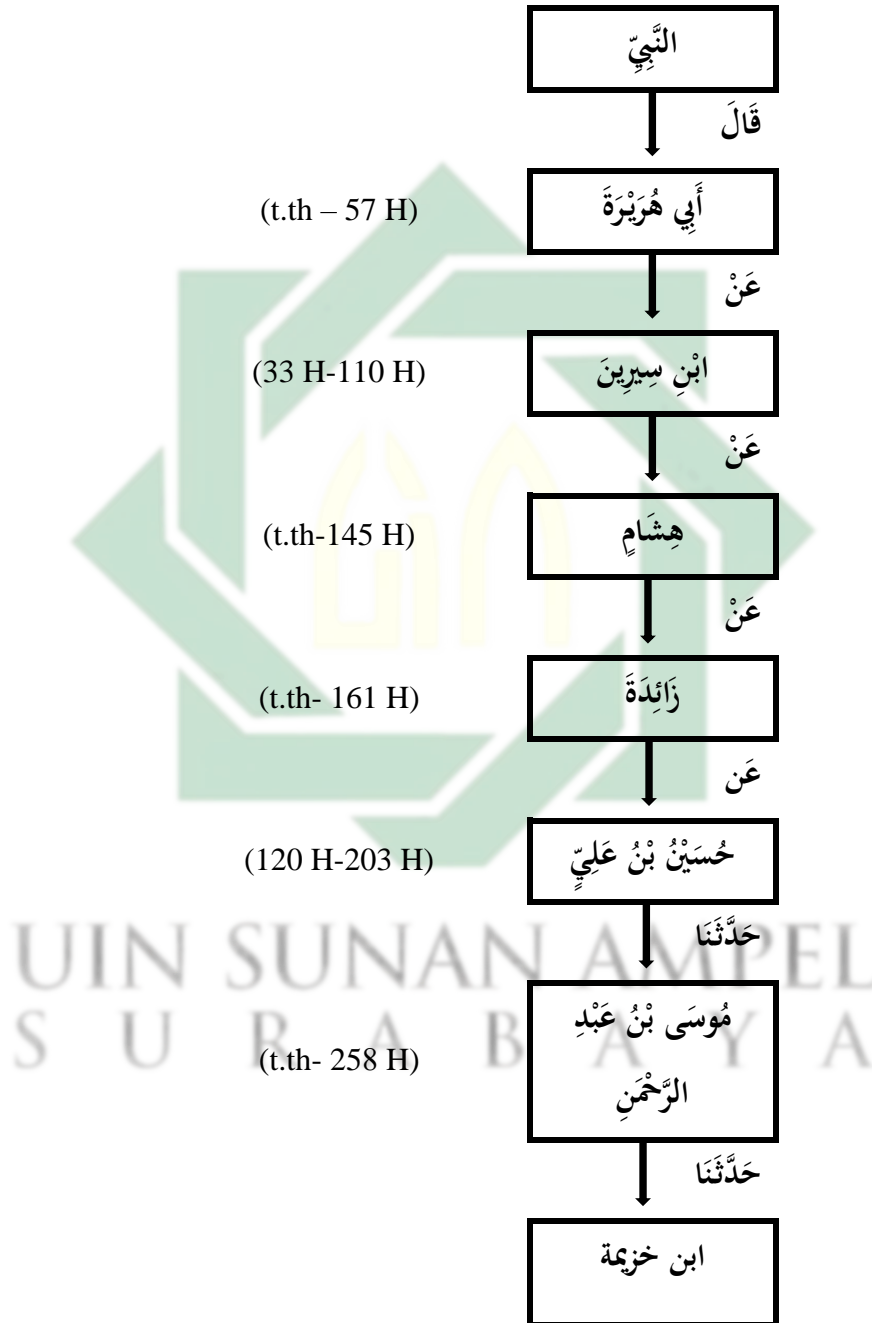 النَّبِيِّ
قَالَ
(t.th – 57 H)
أَبِي هُرَيْرَةَ
عَنْ
(33 H-110 H)
ابْنِ سِيرِينَ
عَنْ
(t.th-145 H)
هِشَامٍ
عَنْ
(t.th- 161 H)
زَائِدَةَ
عَن
(120 H-203 H)
حُسَيْنُ بْنُ عَلِيٍّ
حَدَّثَنَا
UIN SUNAN AMPEL
SURABAYA
(t.th- 258 H)
مُوسَى بْنُ عَبْدِ
الرَّحْمَنِ
حَدَّثَنَا
ابن خزيمة